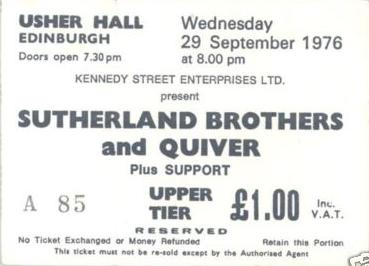 USHER HALL
EDINBURGH
Doors open 7.30 pm
Wednesday
29 September 1976
at 8.00 pm
KENNEDY STREET ENTERPRISES LTD.
present
SUTHERLAND BROTHERS
and QUIVER
Plus SUPPORT
A 85
UPPER
TIER
£1.00
Inc.
V.A.T.
RESERVED
No Ticket Exchanged or Money Refunded
Retain this Portion
This ticket must not be resold except by the Authorised Agent